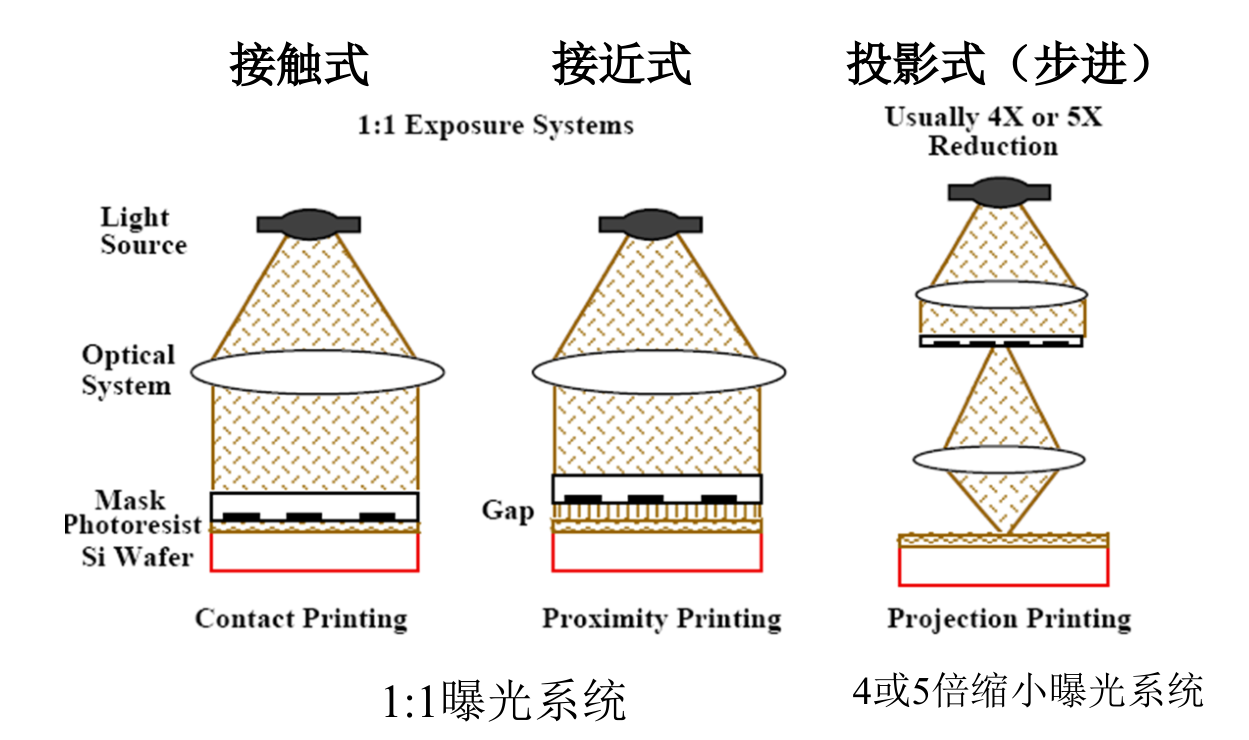 接触式
接近式
投影式（步进）
1:1 Exposure Systems
Usually 4X or 5X
Reduction
Light
Source
Optical
System
Mask
Photoresist
Si Wafer
Gap
Contact Printing
Proximity Printing
Projection Printing
1:1曝光系统
4或5倍缩小曝光系统